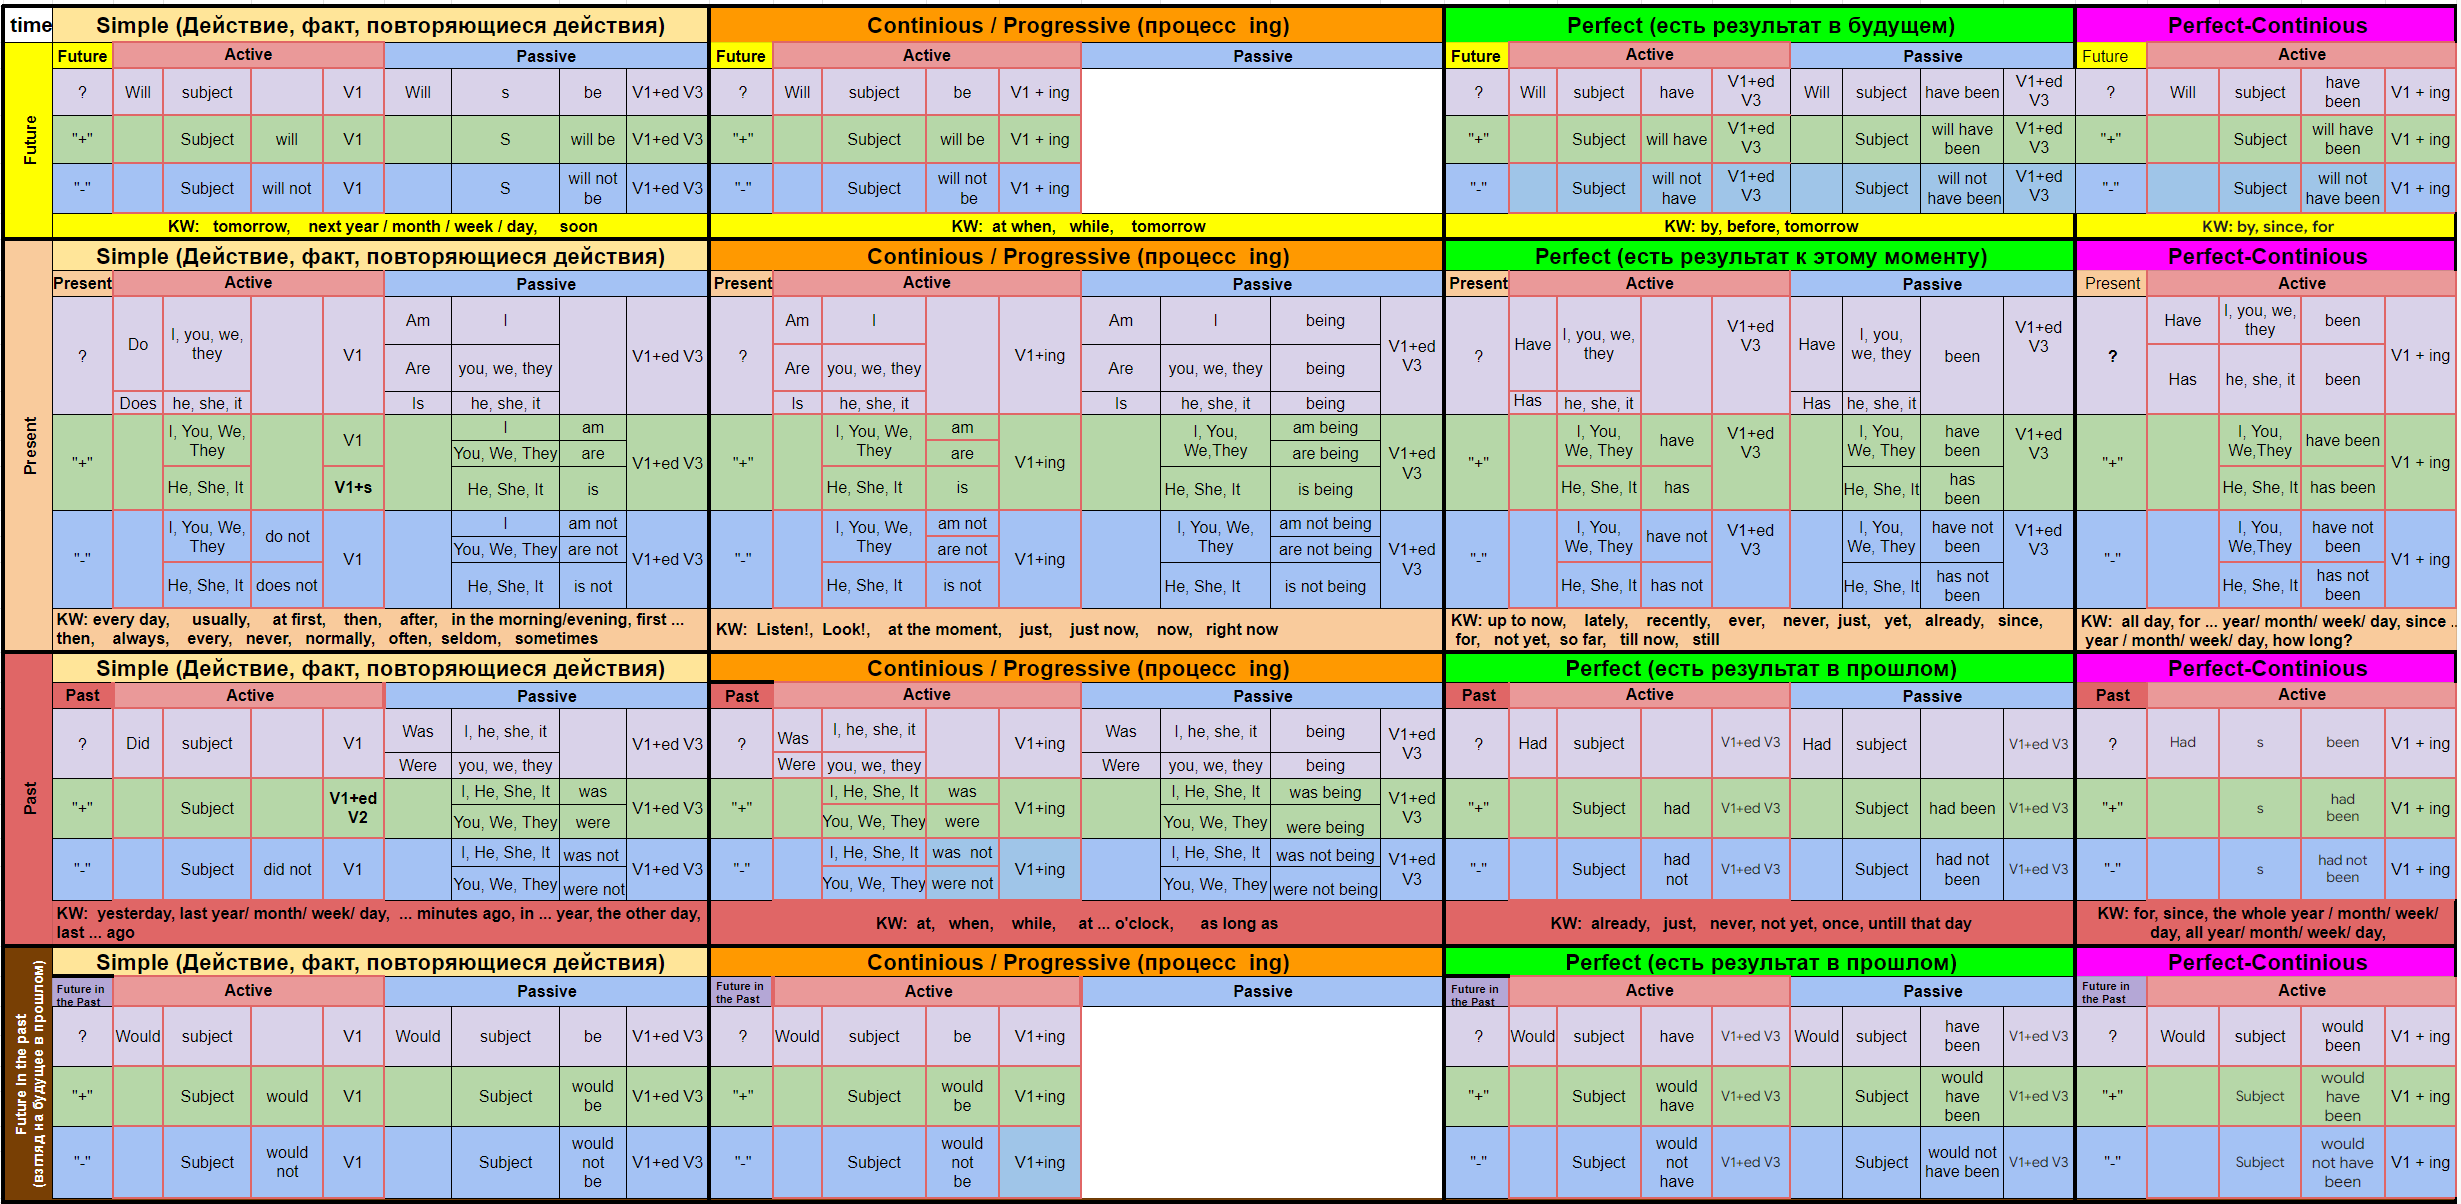 time Simple (Действие, факт, повторяющиеся действия) Continious / Progressive (процесс ing) Perfect (есть результат в будущем) Perfect-Continious
Future Active Passive Future Active Passive Future Active Passive Future Active
Future
? Will subject V1 Will s be V1+ed V3 ? Will subject be V1 + ing ? Will subject have V1+ed V3 Will subject have been V1+ed V3 ? Will subject have been V1 + ing
"+" Subject will V1 S will be V1+ed V3 "+" Subject will be V1 + ing "+" Subject will have V1+ed V3 Subject will have been V1+ed V3 "+" Subject will have been V1 + ing
"-" Subject will not V1 S will not be V1+ed V3 "-" Subject will not be V1 + ing "-" Subject will not have V1+ed V3 Subject will not have been V1+ed V3 "-" Subject will not have been V1 + ing
KW: tomorrow, next year / month / week / day, soon KW: at when, while, tomorrow KW: by, before, tomorrow KW: by, since, for
Simple (Действие, факт, повторяющиеся действия) Continious / Progressive (процесс ing) Perfect (есть результат к этому моменту) Perfect-Continious
Present Active Passive Present Active Passive Present Active Passive Present Active
Present
? Do I, you, we, they V1 Am I V1+ed V3 ? Am I V1+ing Am I being V1+ed V3 ? Have I, you, we, they V1+ed V3 Have I, you, we, they been V1+ed V3 ? Have I, you, we, they been V1 + ing
Are you, we, they Are you, we, they Are you, we, they being Has he, she, it been
Does he, she, it Is he, she, it Is he, she, it Is he, she, it being Has he, she, it Has he, she, it
"+" I, You, We, They V1 I am V1+ed V3 "+" I, You, We, They am V1+ing I, You, We,They am being V1+ed V3 "+" I, You, We, They have V1+ed V3 I, You, We, They have been V1+ed V3 "+" I, You, We,They have been V1 + ing
You, We, They are are are being
He, She, It V1+s He, She, It is He, She, It is He, She, It is being He, She, It has He, She, It has been He, She, It has been
"-" I, You, We, They do not V1 I am not V1+ed V3 "-" I, You, We, They am not V1+ing I, You, We, They am not being V1+ed V3 "-" I, You, We, They have not V1+ed V3 I, You, We, They have not been V1+ed V3 "-" I, You, We,They have not been V1 + ing
You, We, They are not are not are not being
He, She, It does not He, She, It is not He, She, It is not He, She, It is not being He, She, It has not He, She, It has not been He, She, It has not been
KW: every day, usually, at first, then, after, in the morning/evening, first ...
then, always, every, never, normally, often, seldom, sometimes
KW: Listen!, Look!, at the moment, just, just now, now, right now
KW: up to now, lately, recently, ever, never, just, yet, already, since,
for, not yet, so far, till now, still
KW: all day, for ... year/ month/ week/ day, since ..
year / month/ week/ day, how long?
Simple (Действие, факт, повторяющиеся действия) Continious / Progressive (процесс ing) Perfect (есть результат в прошлом) Perfect-Continious
Past Active Passive Past Active Passive Past Active Passive Past Active
Past
? Did subject V1 Was I, he, she, it V1+ed V3 ? Was I, he, she, it V1+ing Was I, he, she, it being V1+ed V3 ? Had subject V1+ed V3 Had subject V1+ed V3 ? Had s been V1 + ing
Were you, we, they Were you, we, they Were you, we, they being
"+" Subject V1+ed V2 I, He, She, It was V1+ed V3 "+" I, He, She, It was V1+ing I, He, She, It was being V1+ed V3 "+" Subject had V1+ed V3 Subject had been V1+ed V3 "+" s had been V1 + ing
You, We, They were You, We, They were You, We, They were being
"-" Subject did not V1 I, He, She, It was not V1+ed V3 "-" I, He, She, It was not V1+ing I, He, She, It was not being V1+ed V3 "-" Subject had not V1+ed V3 Subject had not been V1+ed V3 "-" s had not been V1 + ing
You, We, They were not You, We, They were not You, We, They were not being
KW: yesterday, last year/ month/ week/ day, ... minutes ago, in ... year, the other day,
last ... ago
KW: at, when, while, at ... o'clock, as long as
KW: already, just, never, not yet, once, untill that day
KW: for, since, the whole year / month/ week/
day, all year/ month/ week/ day,
Simple (Действие, факт, повторяющиеся действия) Continious / Progressive (процесс ing) Perfect (есть результат в прошлом) Perfect-Continious
Future in the Past Active Passive Future in the Past Active Passive Future in the Past Active Passive Future in the Past Active
Future in the past
(взгляд на будущее в прошлом)
? Would subject V1 Would subject be V1+ed V3 ? Would subject be V1+ing ? Would subject have V1+ed V3 Would subject have been V1+ed V3 ? Would subject would been V1 + ing
"+" Subject would V1 Subject would be V1+ed V3 "+" Subject would be V1+ing "+" Subject would have V1+ed V3 Subject would have been V1+ed V3 "+" Subject would have been V1 + ing
"-" Subject would not V1 Subject would not be V1+ed V3 "-" Subject would not be V1+ing "-" Subject would not have V1+ed V3 Subject would not have been V1+ed V3 "-" Subject would not have been V1 + ing